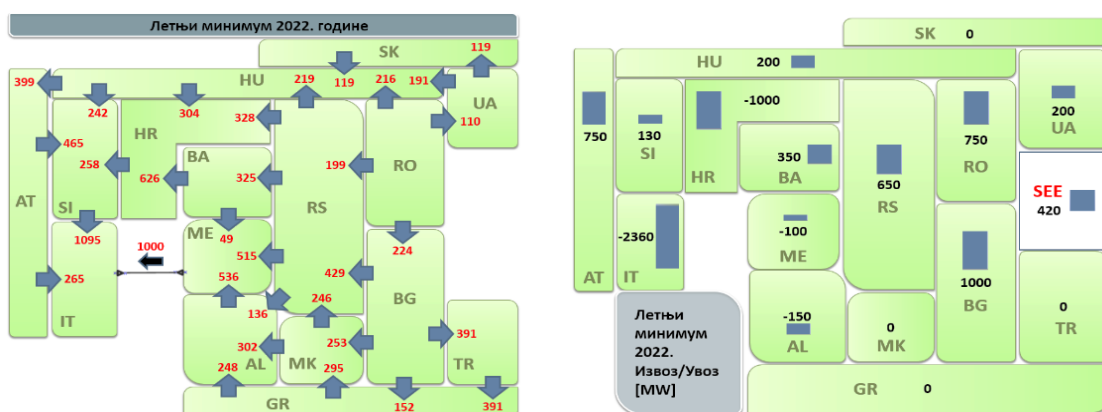 Летњи минимум 2022. године
SK
119
399
HU
219
119
216
191
UA
242
304
328
110
HR
465
258
BA
199
RO
626
325
AT
SI
RS
ME
1095
1000
49
224
515
536
429
265
246
BG
136
IT
391
302
253
AL
MK
TR
248
295
GR
152
391
SK
0
HU
200
-1000
UA
200
750
130
SI
750
350
RO
HR
BA
650
SEE
420
RS
-2360
-100
ME
AT
IT
1000
BG
0
TR
-150
AL
0
MK
Летњи
минимум
2022.
Извоз/Увоз
[MW]
GR
0